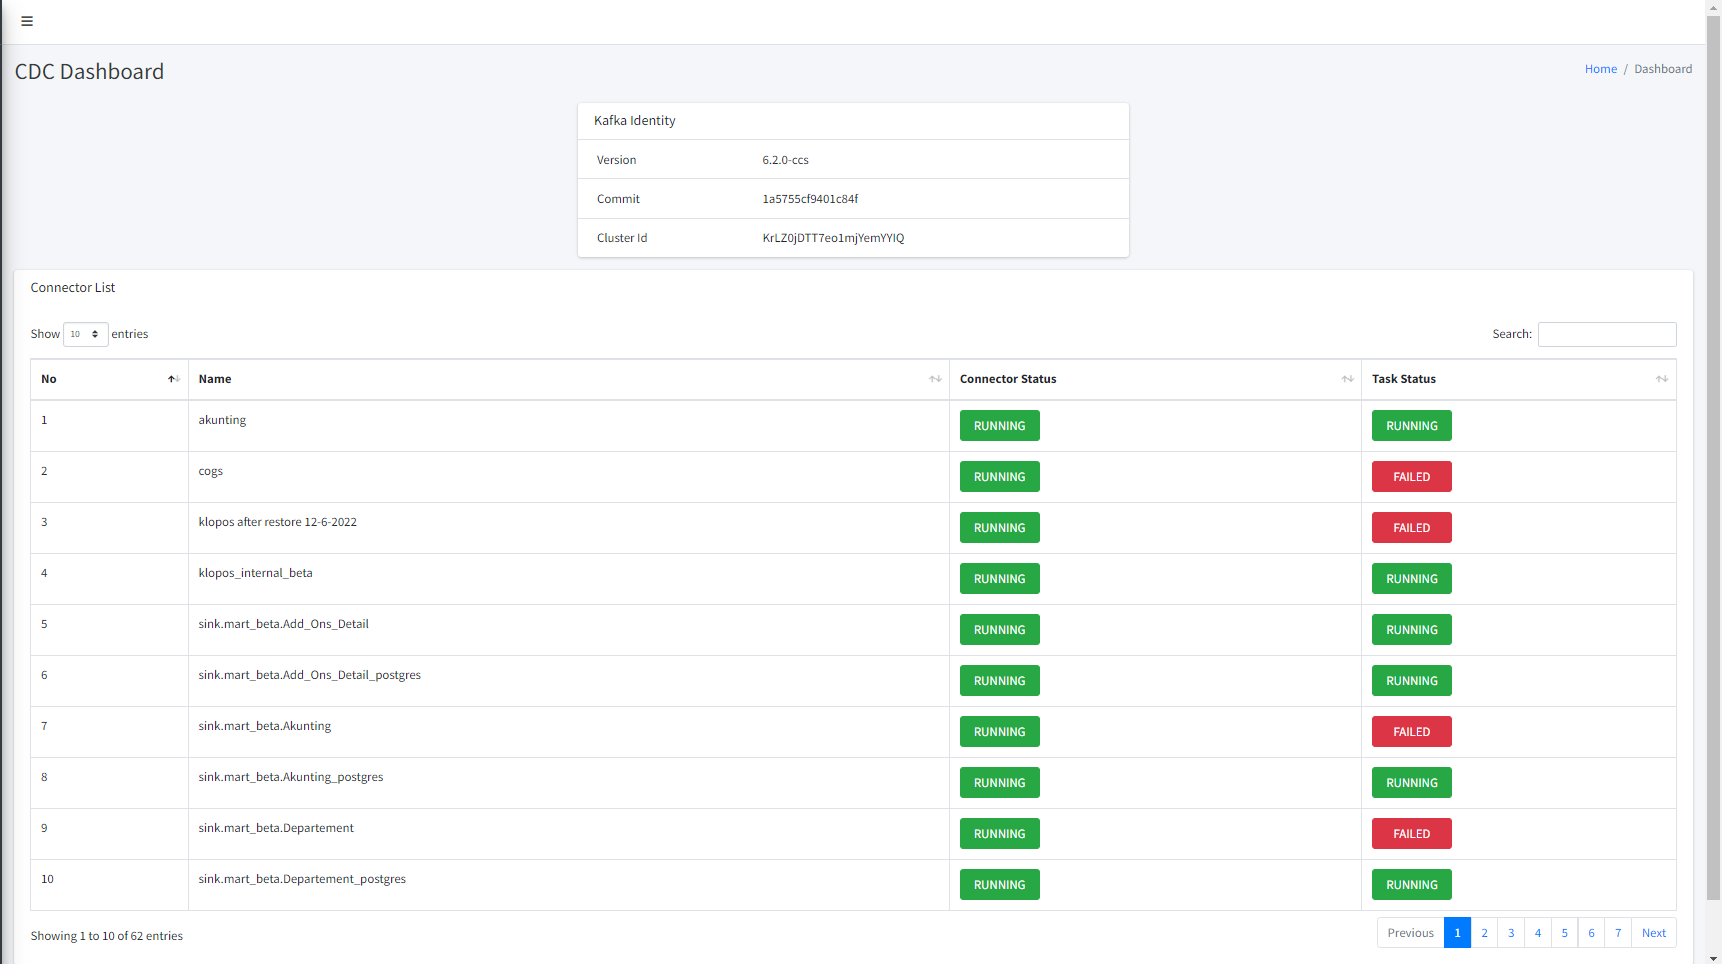 CDC Dashboard
Home / Dashboard
Kafka Identity
Version 6.2.0-ccs
Commit 1a5755cf9401c84f
Cluster Id KrLZ0jDTT7eo1mjYemYYIQ
Connector List
Show 10 entries
Search:
No Name Connector Status Task Status
1 akunting RUNNING RUNNING
2 cogs RUNNING FAILED
3 klopos after restore 12-6-2022 RUNNING FAILED
4 klopos_internal_beta RUNNING RUNNING
5 sink.mart_beta.Add_Ons_Detail RUNNING RUNNING
6 sink.mart_beta.Add_Ons_Detail_postgres RUNNING RUNNING
7 sink.mart_beta.Akunting RUNNING FAILED
8 sink.mart_beta.Akunting_postgres RUNNING RUNNING
9 sink.mart_beta.Departement RUNNING FAILED
10 sink.mart_beta.Departement_postgres RUNNING RUNNING
Showing 1 to 10 of 62 entries
Previous 1 2 3 4 5 6 7 Next